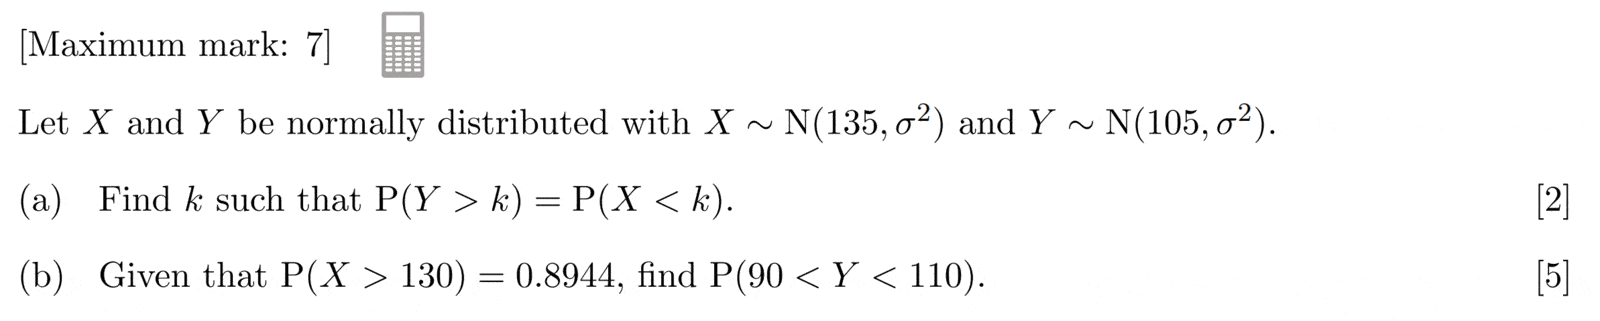 [Maximum mark: 7]
Let X and Y be normally distributed with X ∼ N(135, σ²) and Y ∼ N(105, σ²).
(a) Find k such that P(Y > k) = P(X < k). [2]
(b) Given that P(X > 130) = 0.8944, find P(90 < Y < 110). [5]